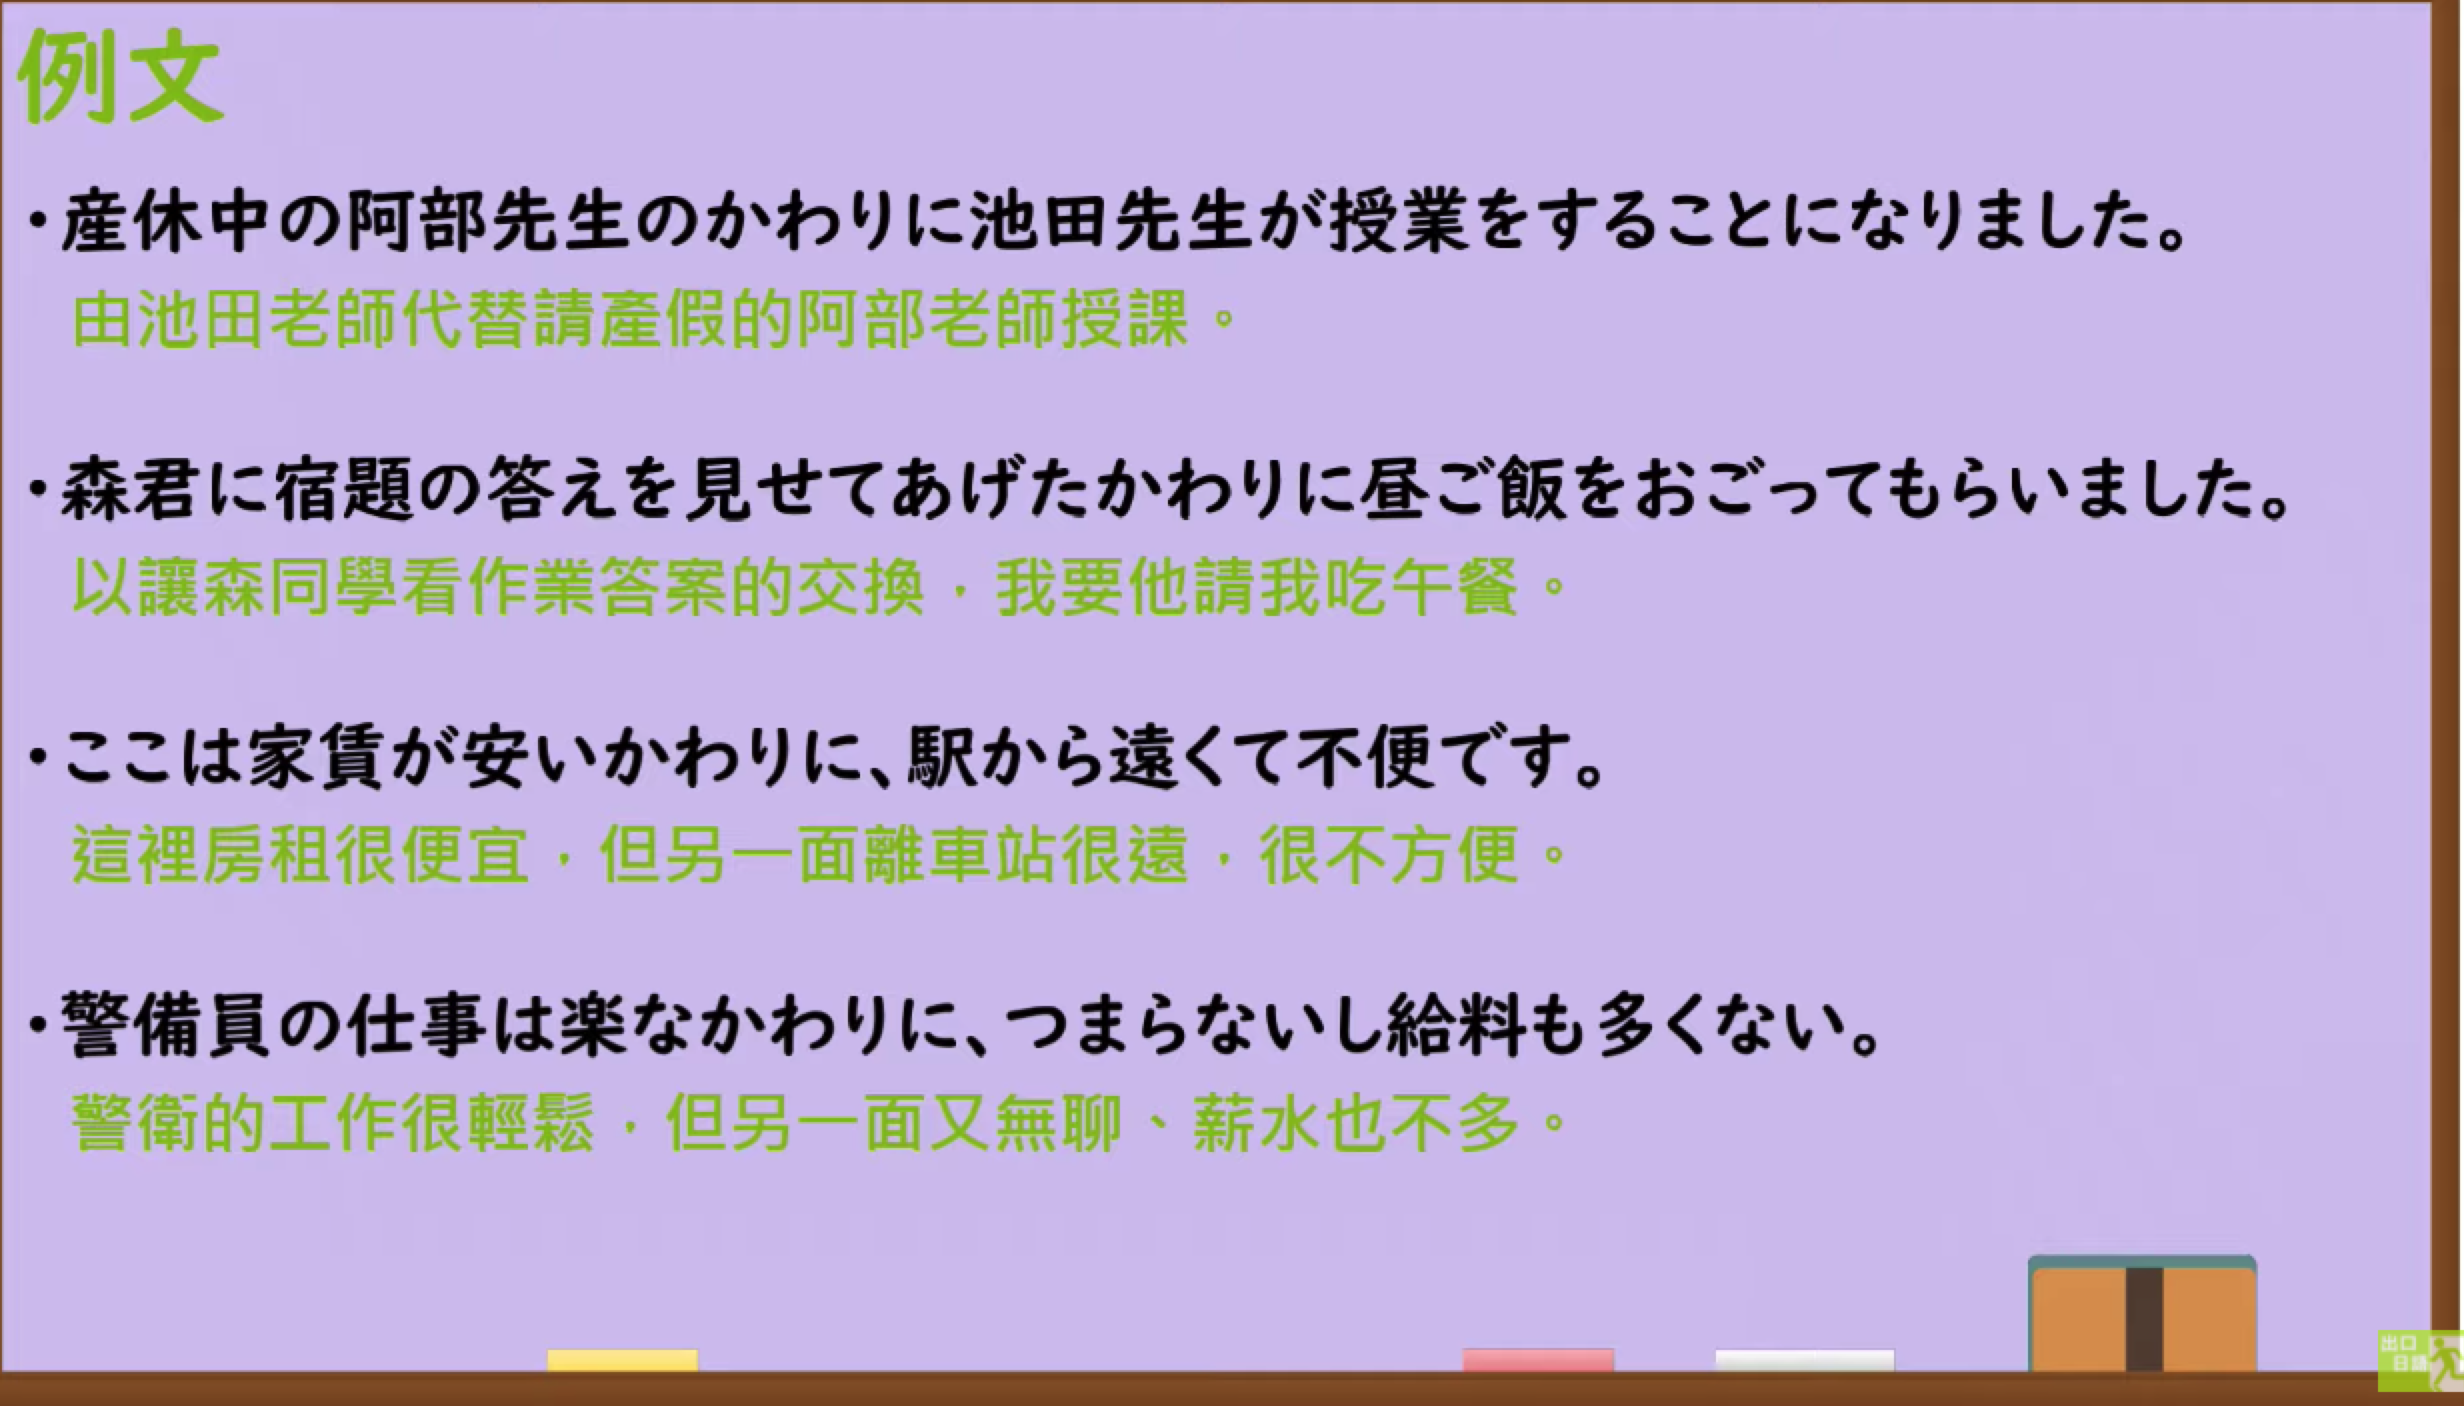 例文
・産休中の阿部先生のかわりに池田先生が授業をすることになりました。
由池田老師代替請產假的阿部老師授課。
・森君に宿題の答えを見せてあげたかわりに昼ご飯をおごってもらいました。
以讓森同學看作業答案的交換，我要他請我吃午餐。
・ここは家賃が安いかわりに、駅から遠くて不便です。
這裡房租很便宜，但另一面離車站很遠，很不方便。
・警備員の仕事は楽なかわりに、つまらないし給料も多くない。
警衛的工作很輕鬆，但另一面又無聊、薪水也不多。
出口
日語